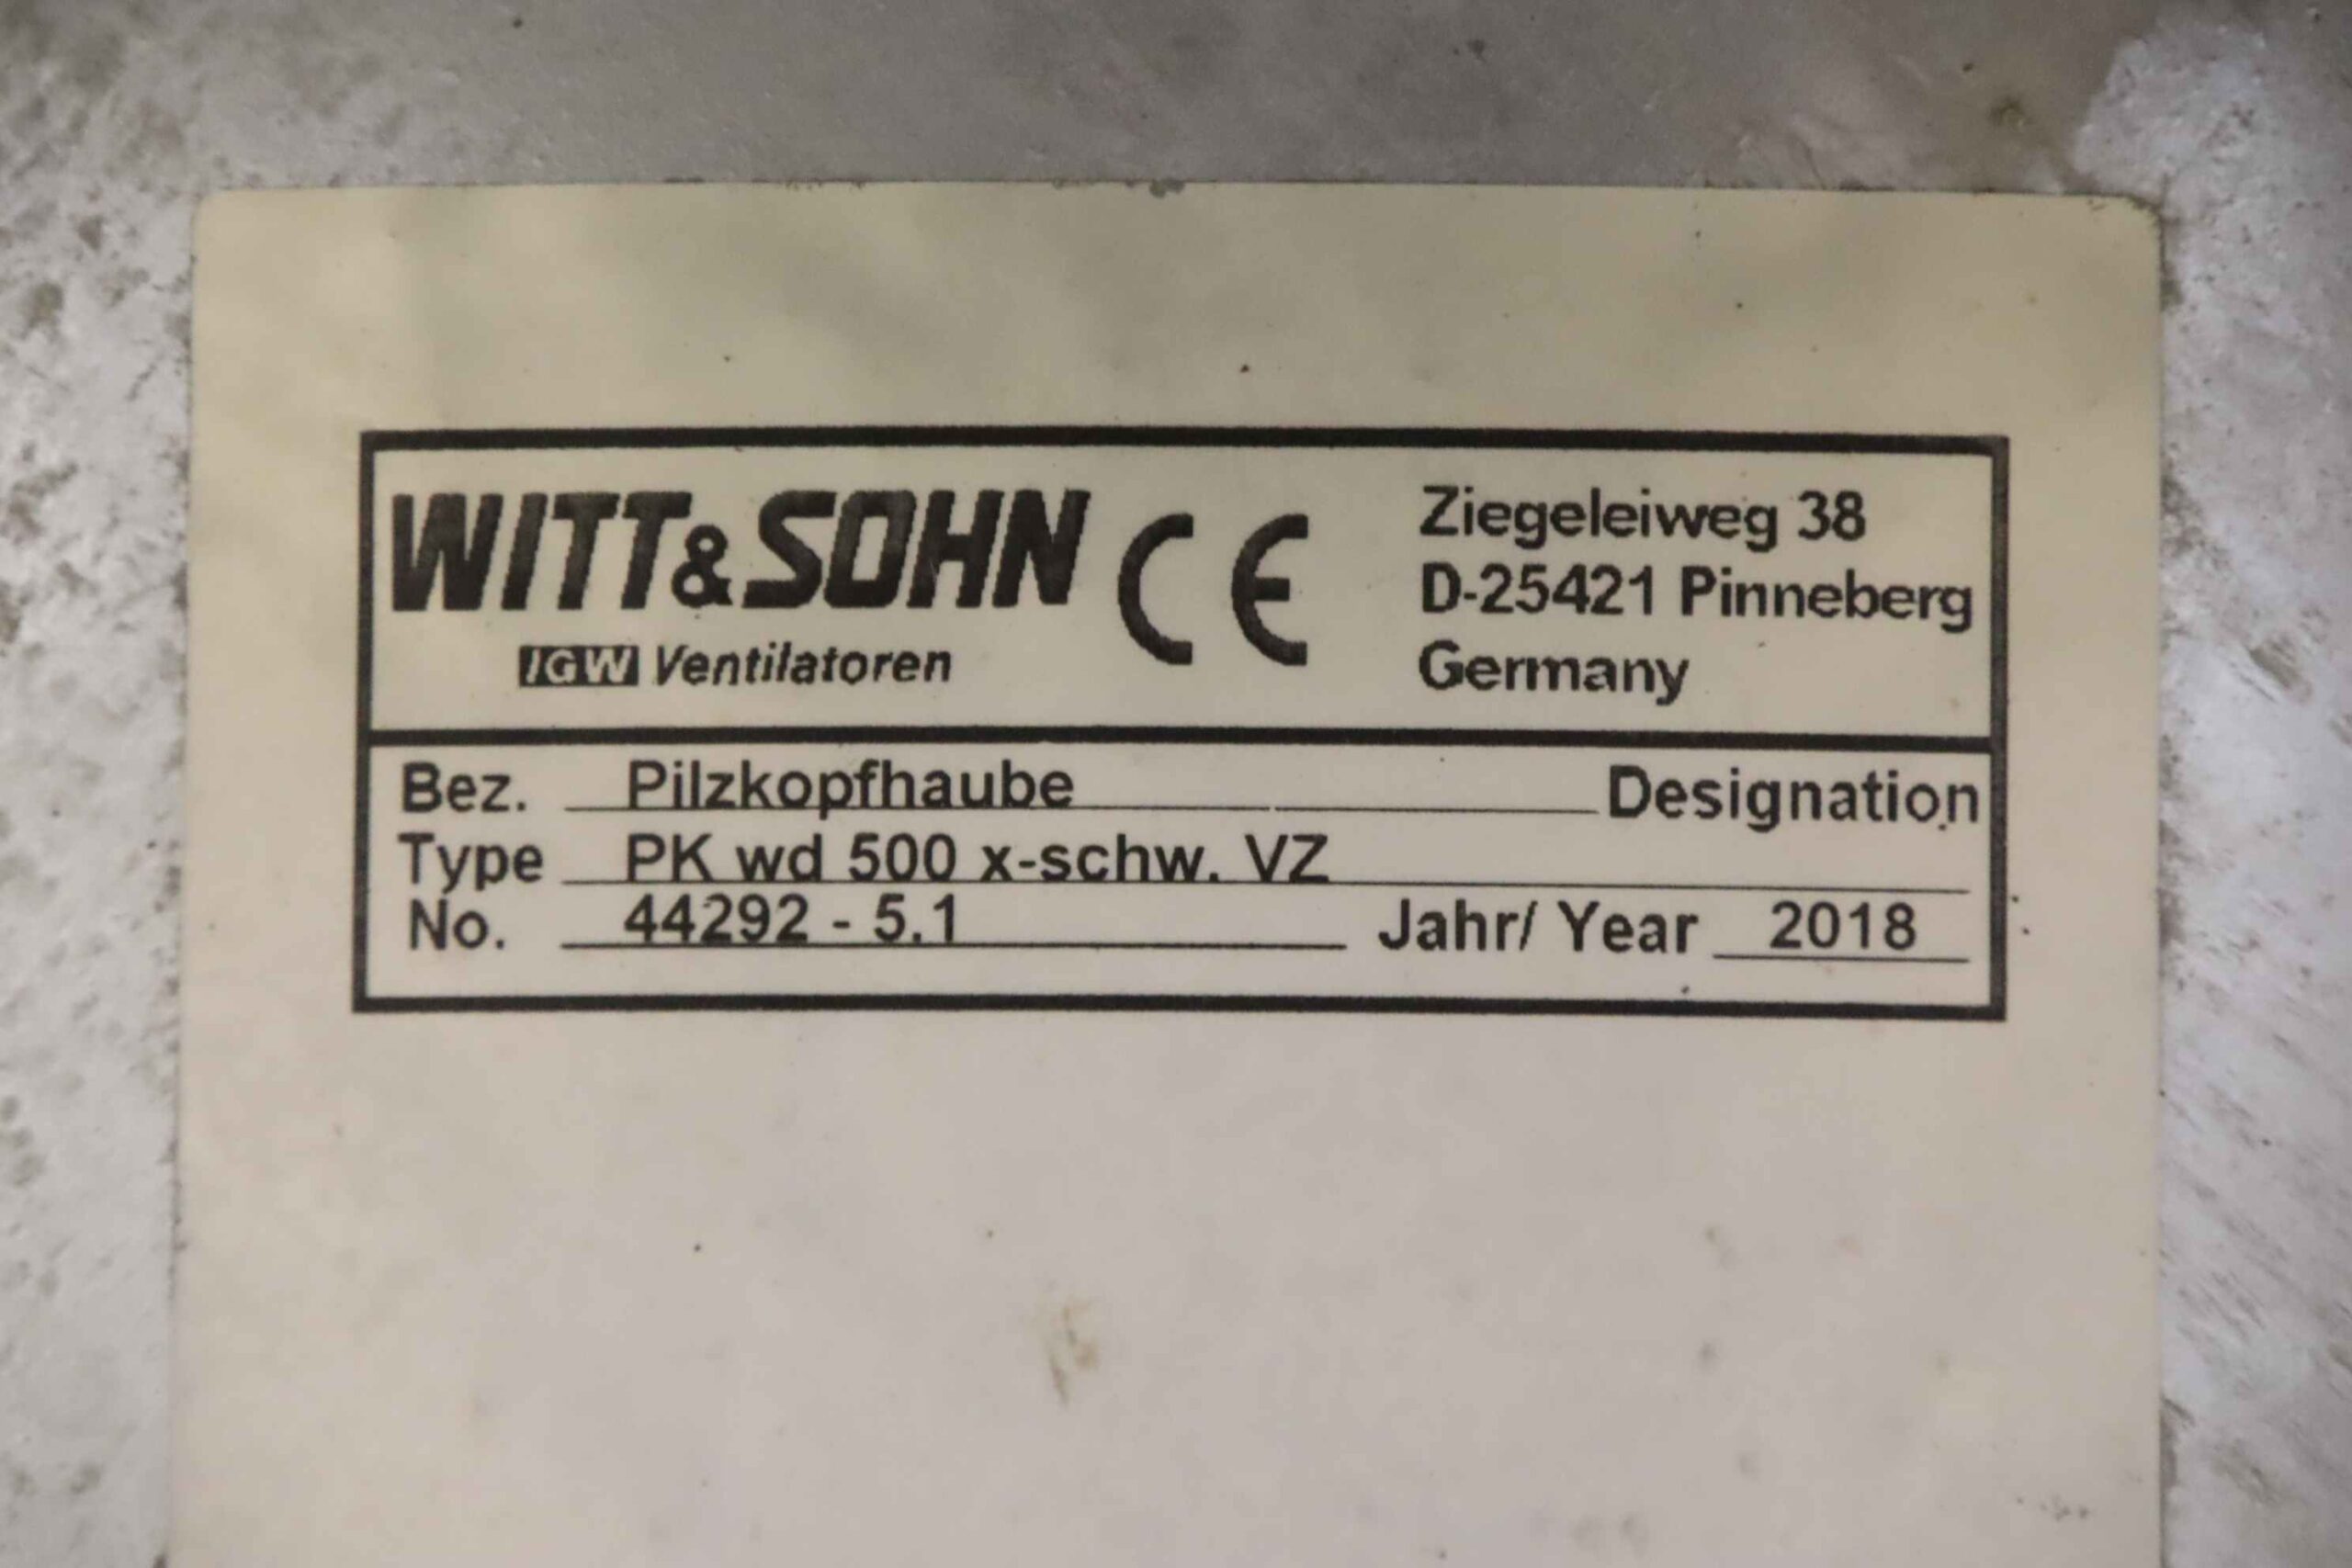 WITT&SOHN CE
IGW Ventilatoren
Ziegeleiweg 38
D-25421 Pinneberg
Germany
Bez. Pilzkopfhaube Designation
Type PK wd 500 x-schw. VZ
No. 44292 - 5.1 Jahr/ Year 2018